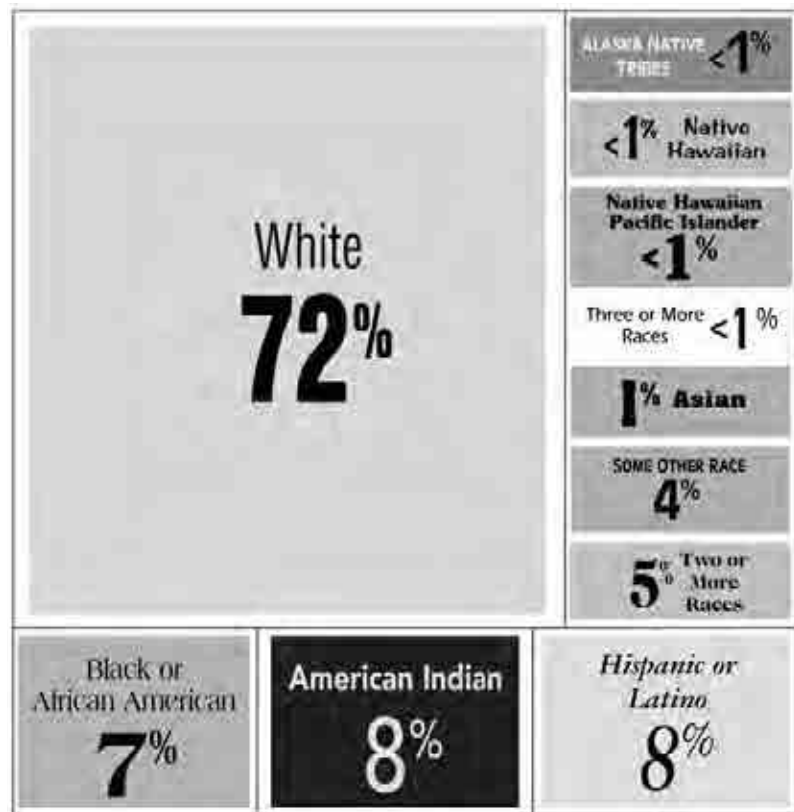 White
72%
ALASKA NATIVE
TRIBES <1%
<1% Native
Hawaiian
Native Hawaiian
Pacific Islander
<1%
Three or More
Races <1%
1% Asian
SOME OTHER RACE
4%
5% Two or
More
Races
Black or
African American
7%
American Indian
8%
Hispanic or
Latino
8%